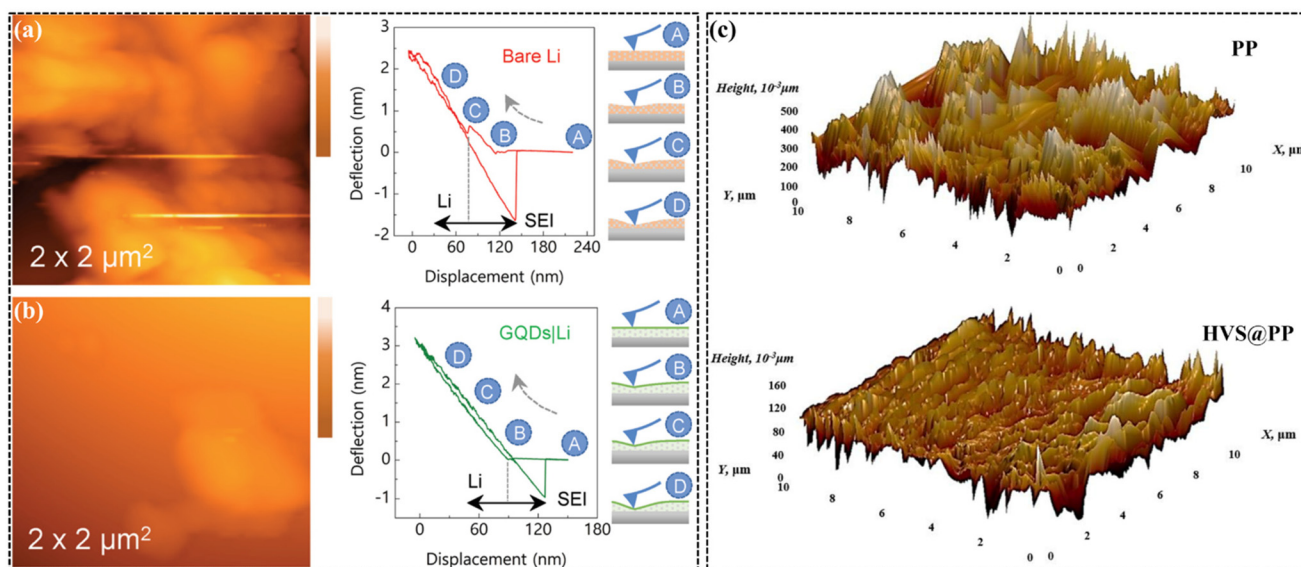 (a)
2 x 2 μm²
Deflection (nm)
3
2
1
0
-1
2
Bare Li
D
C
B
A
Li
SEI
0
60
120
180
240
Displacement (nm)
A
B
C
D
(b)
2 x 2 μm²
Deflection (nm)
4
3
2
1
0
-1
GQDs|Li
D
C
B
A
Li
SEI
0
60
120
180
Displacement (nm)
A
B
C
D
(c)
PP
Height, 10⁻³μm
500
400
300
200
100
0
Y, μm
10
8
6
4
2
0
0
2
4
6
8
10
X, μm
HVS@PP
Height, 10⁻³μm
160
120
80
40
0
Y, μm
10
8
6
4
2
0
0
2
4
6
8
10
X, μm